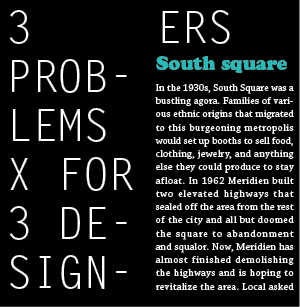 3
PROB-
LEMS
X FOR
3 DE-
SIGN-
ERS
South square
In the 1930s, South Square was a
bustling agora. Families of vari-
ous ethnic origins that migrated
to this burgeoning metropolis
would set up booths to sell food,
clothing, jewelry, and anything
else they could produce to stay
afloat. In 1962 Meridien built
two elevated highways that
sealed off the area from the rest
of the city and all but doomed
the square to abandonment
and squalor. Now, Meridien has
almost finished demolishing
the highways and is hoping to
revitalize the area. Local asked